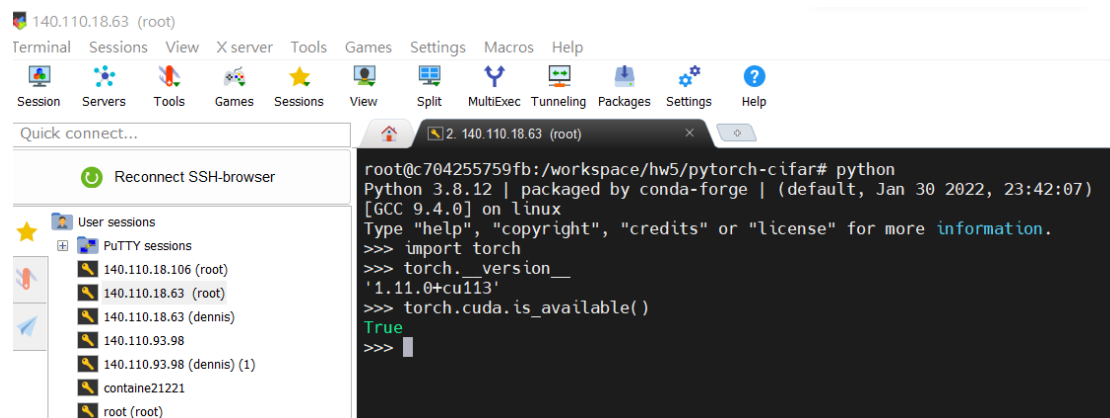 140.110.18.63 (root)
Terminal Sessions View X server Tools Games Settings Macros Help
Session Servers Tools Games Sessions View Split MultiExec Tunneling Packages Settings Help
Quick connect...
2. 140.110.18.63 (root)
Reconnect SSH-browser
User sessions
PuTTY sessions
140.110.18.106 (root)
140.110.18.63 (root)
140.110.18.63 (dennis)
140.110.93.98
140.110.93.98 (dennis) (1)
containe21221
root (root)
root@c704255759fb:/workspace/hw5/pytorch-cifar# python
Python 3.8.12 | packaged by conda-forge | (default, Jan 30 2022, 23:42:07)
[GCC 9.4.0] on linux
Type "help", "copyright", "credits" or "license" for more information.
>>> import torch
>>> torch.__version__
'1.11.0+cu113'
>>> torch.cuda.is_available()
True
>>>